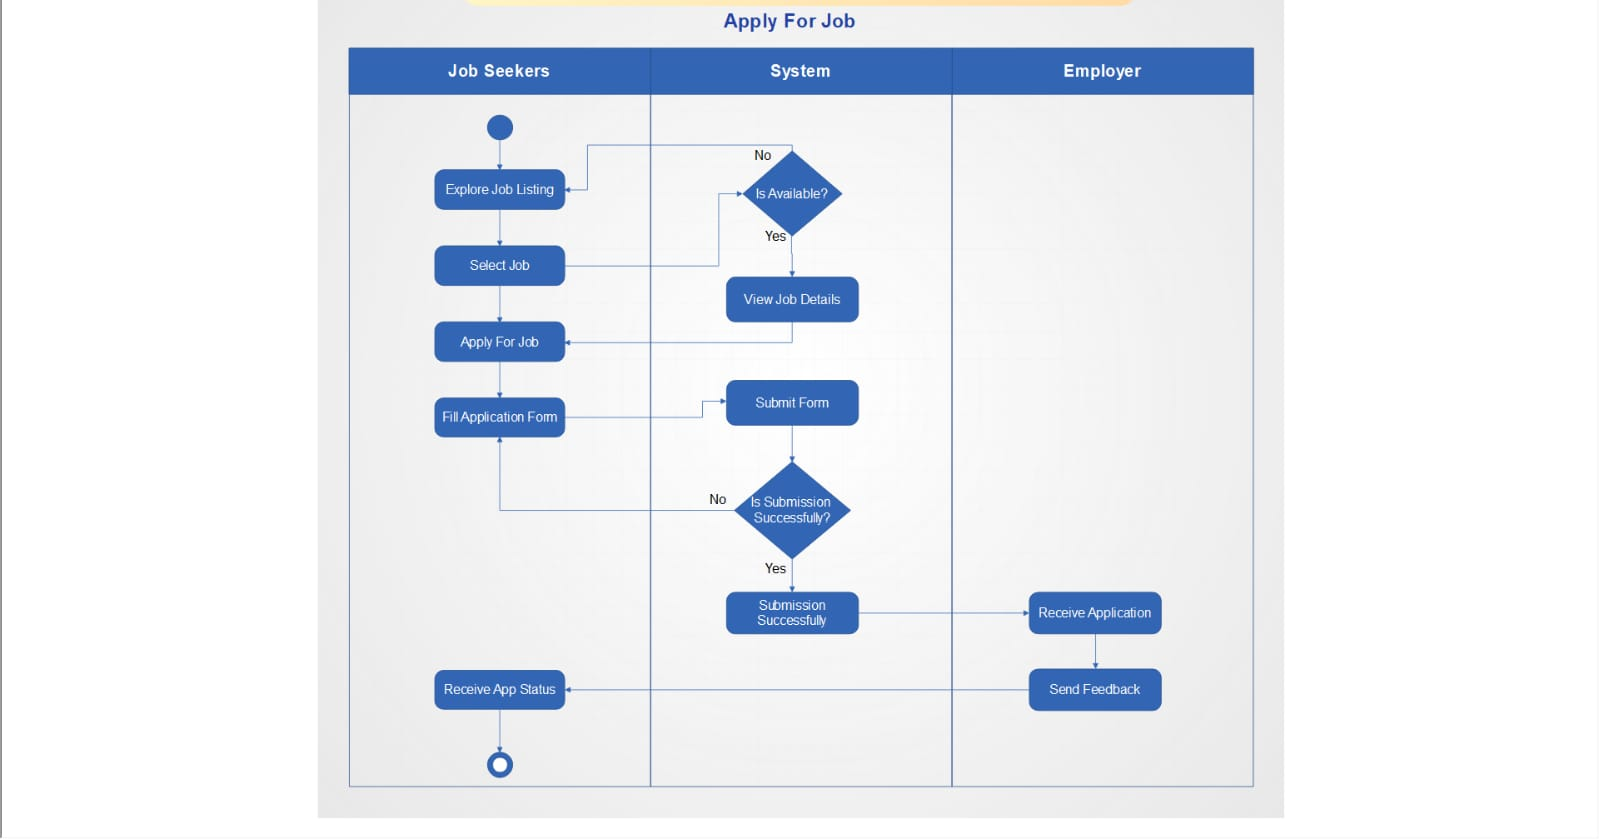 Apply For Job
Job Seekers
System
Employer
No
Explore Job Listing
Is Available?
Yes
Select Job
View Job Details
Apply For Job
Submit Form
Fill Application Form
No
Is Submission
Successfully?
Yes
Submission
Successfully
Receive Application
Receive App Status
Send Feedback